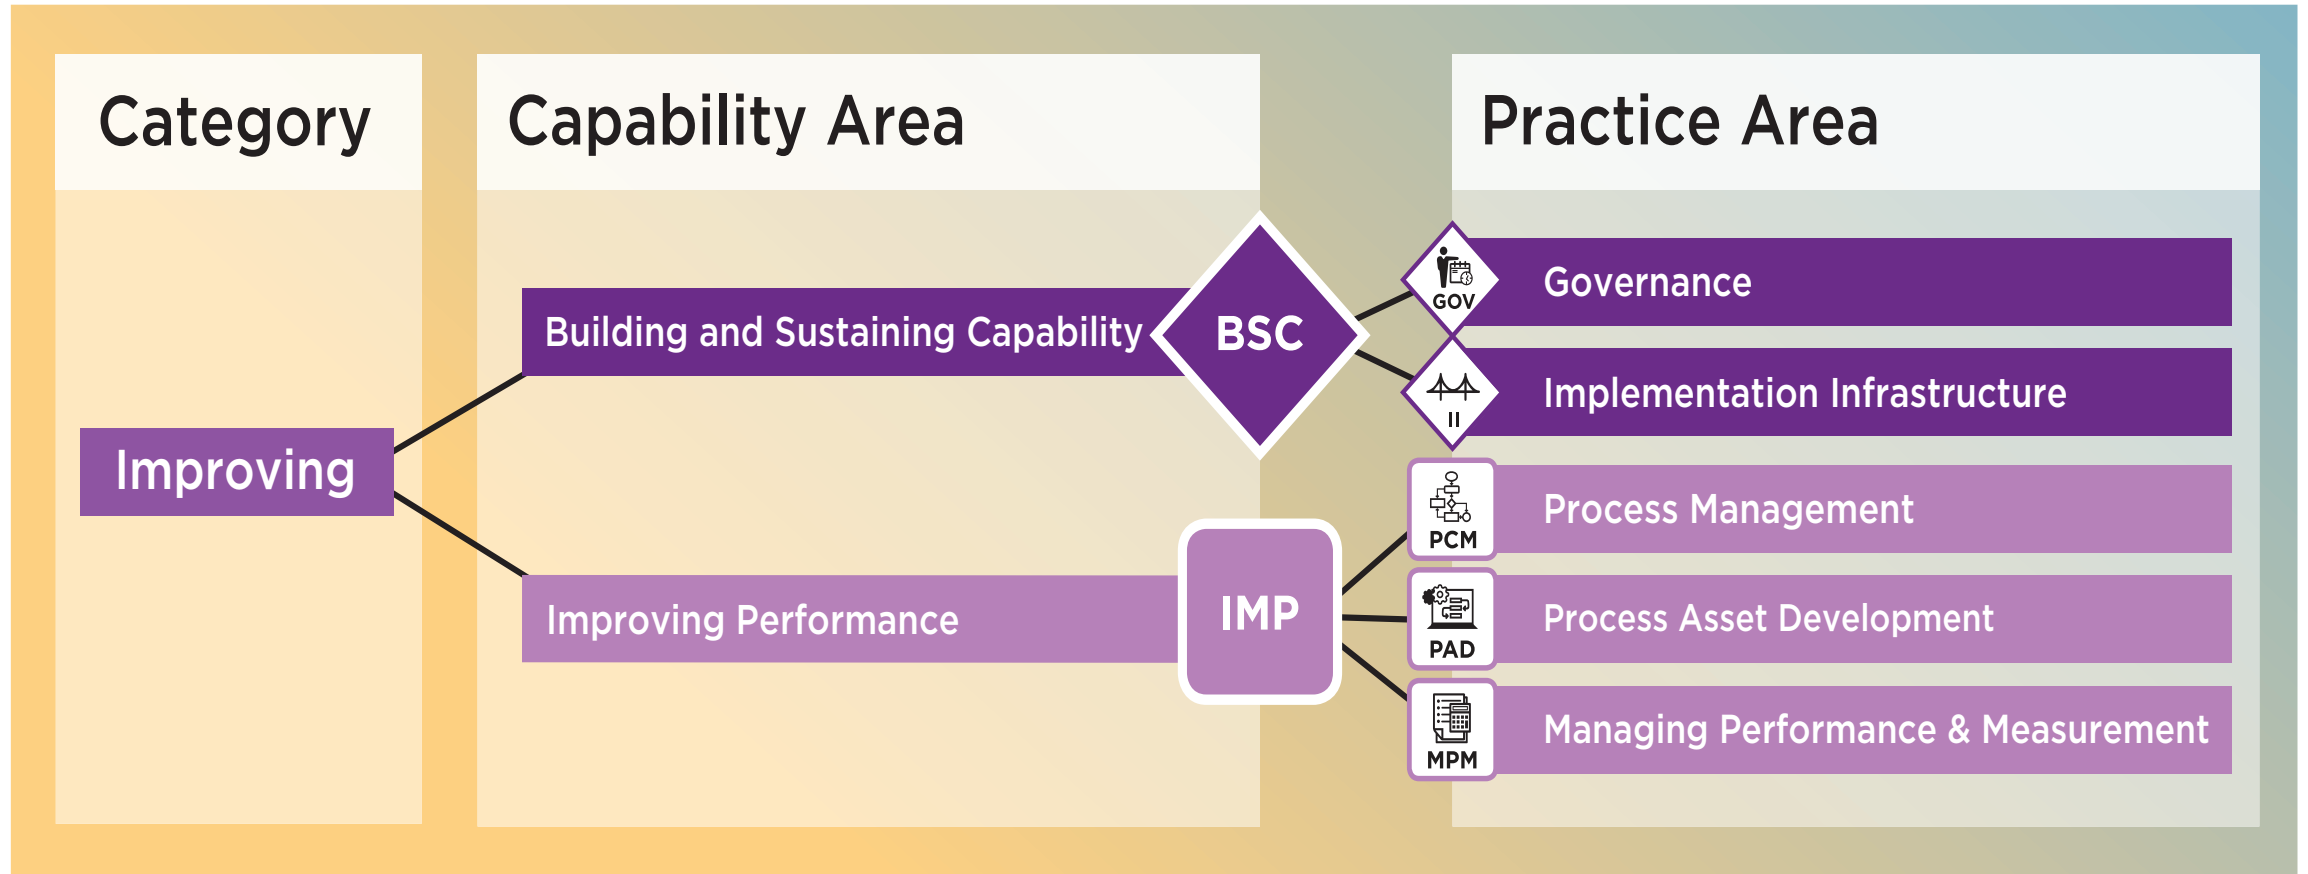 Category
Capability Area
Practice Area
Improving
Building and Sustaining Capability
BSC
GOV
Governance
II
Implementation Infrastructure
Improving Performance
IMP
PCM
Process Management
PAD
Process Asset Development
MPM
Managing Performance & Measurement